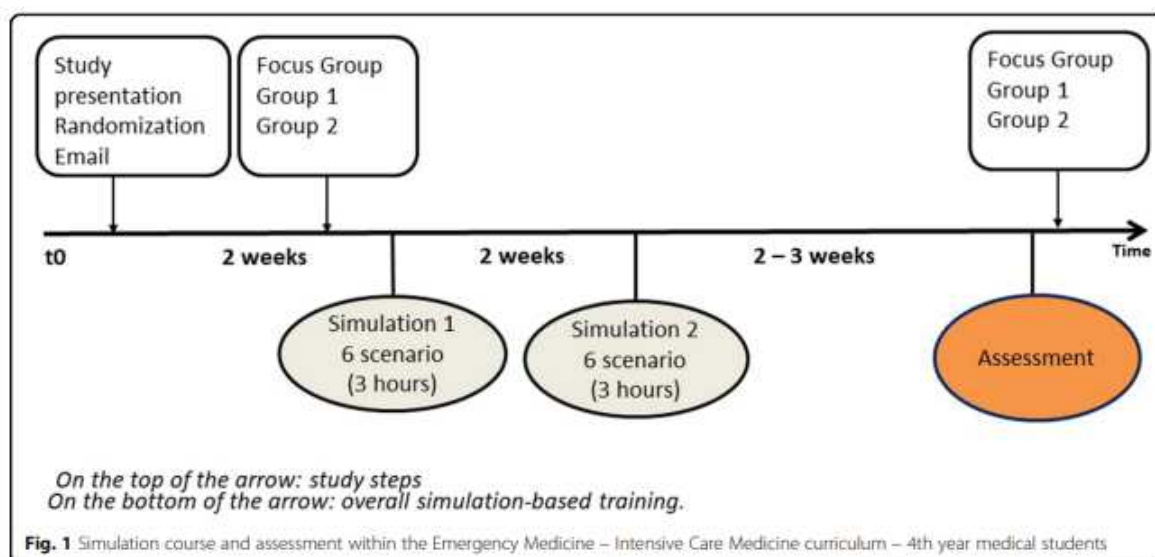 Study
presentation
Randomization
Email
Focus Group
Group 1
Group 2
Focus Group
Group 1
Group 2
t0
2 weeks
2 weeks
2 – 3 weeks
Time
Simulation 1
6 scenario
(3 hours)
Simulation 2
6 scenario
(3 hours)
Assessment
On the top of the arrow: study steps
On the bottom of the arrow: overall simulation-based training.
Fig. 1 Simulation course and assessment within the Emergency Medicine – Intensive Care Medicine curriculum – 4th year medical students